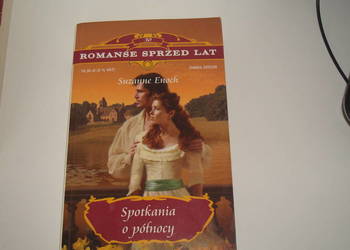 ROMANSE SPRZED LAT
Suzanne Enoch
Spotkania
o północy